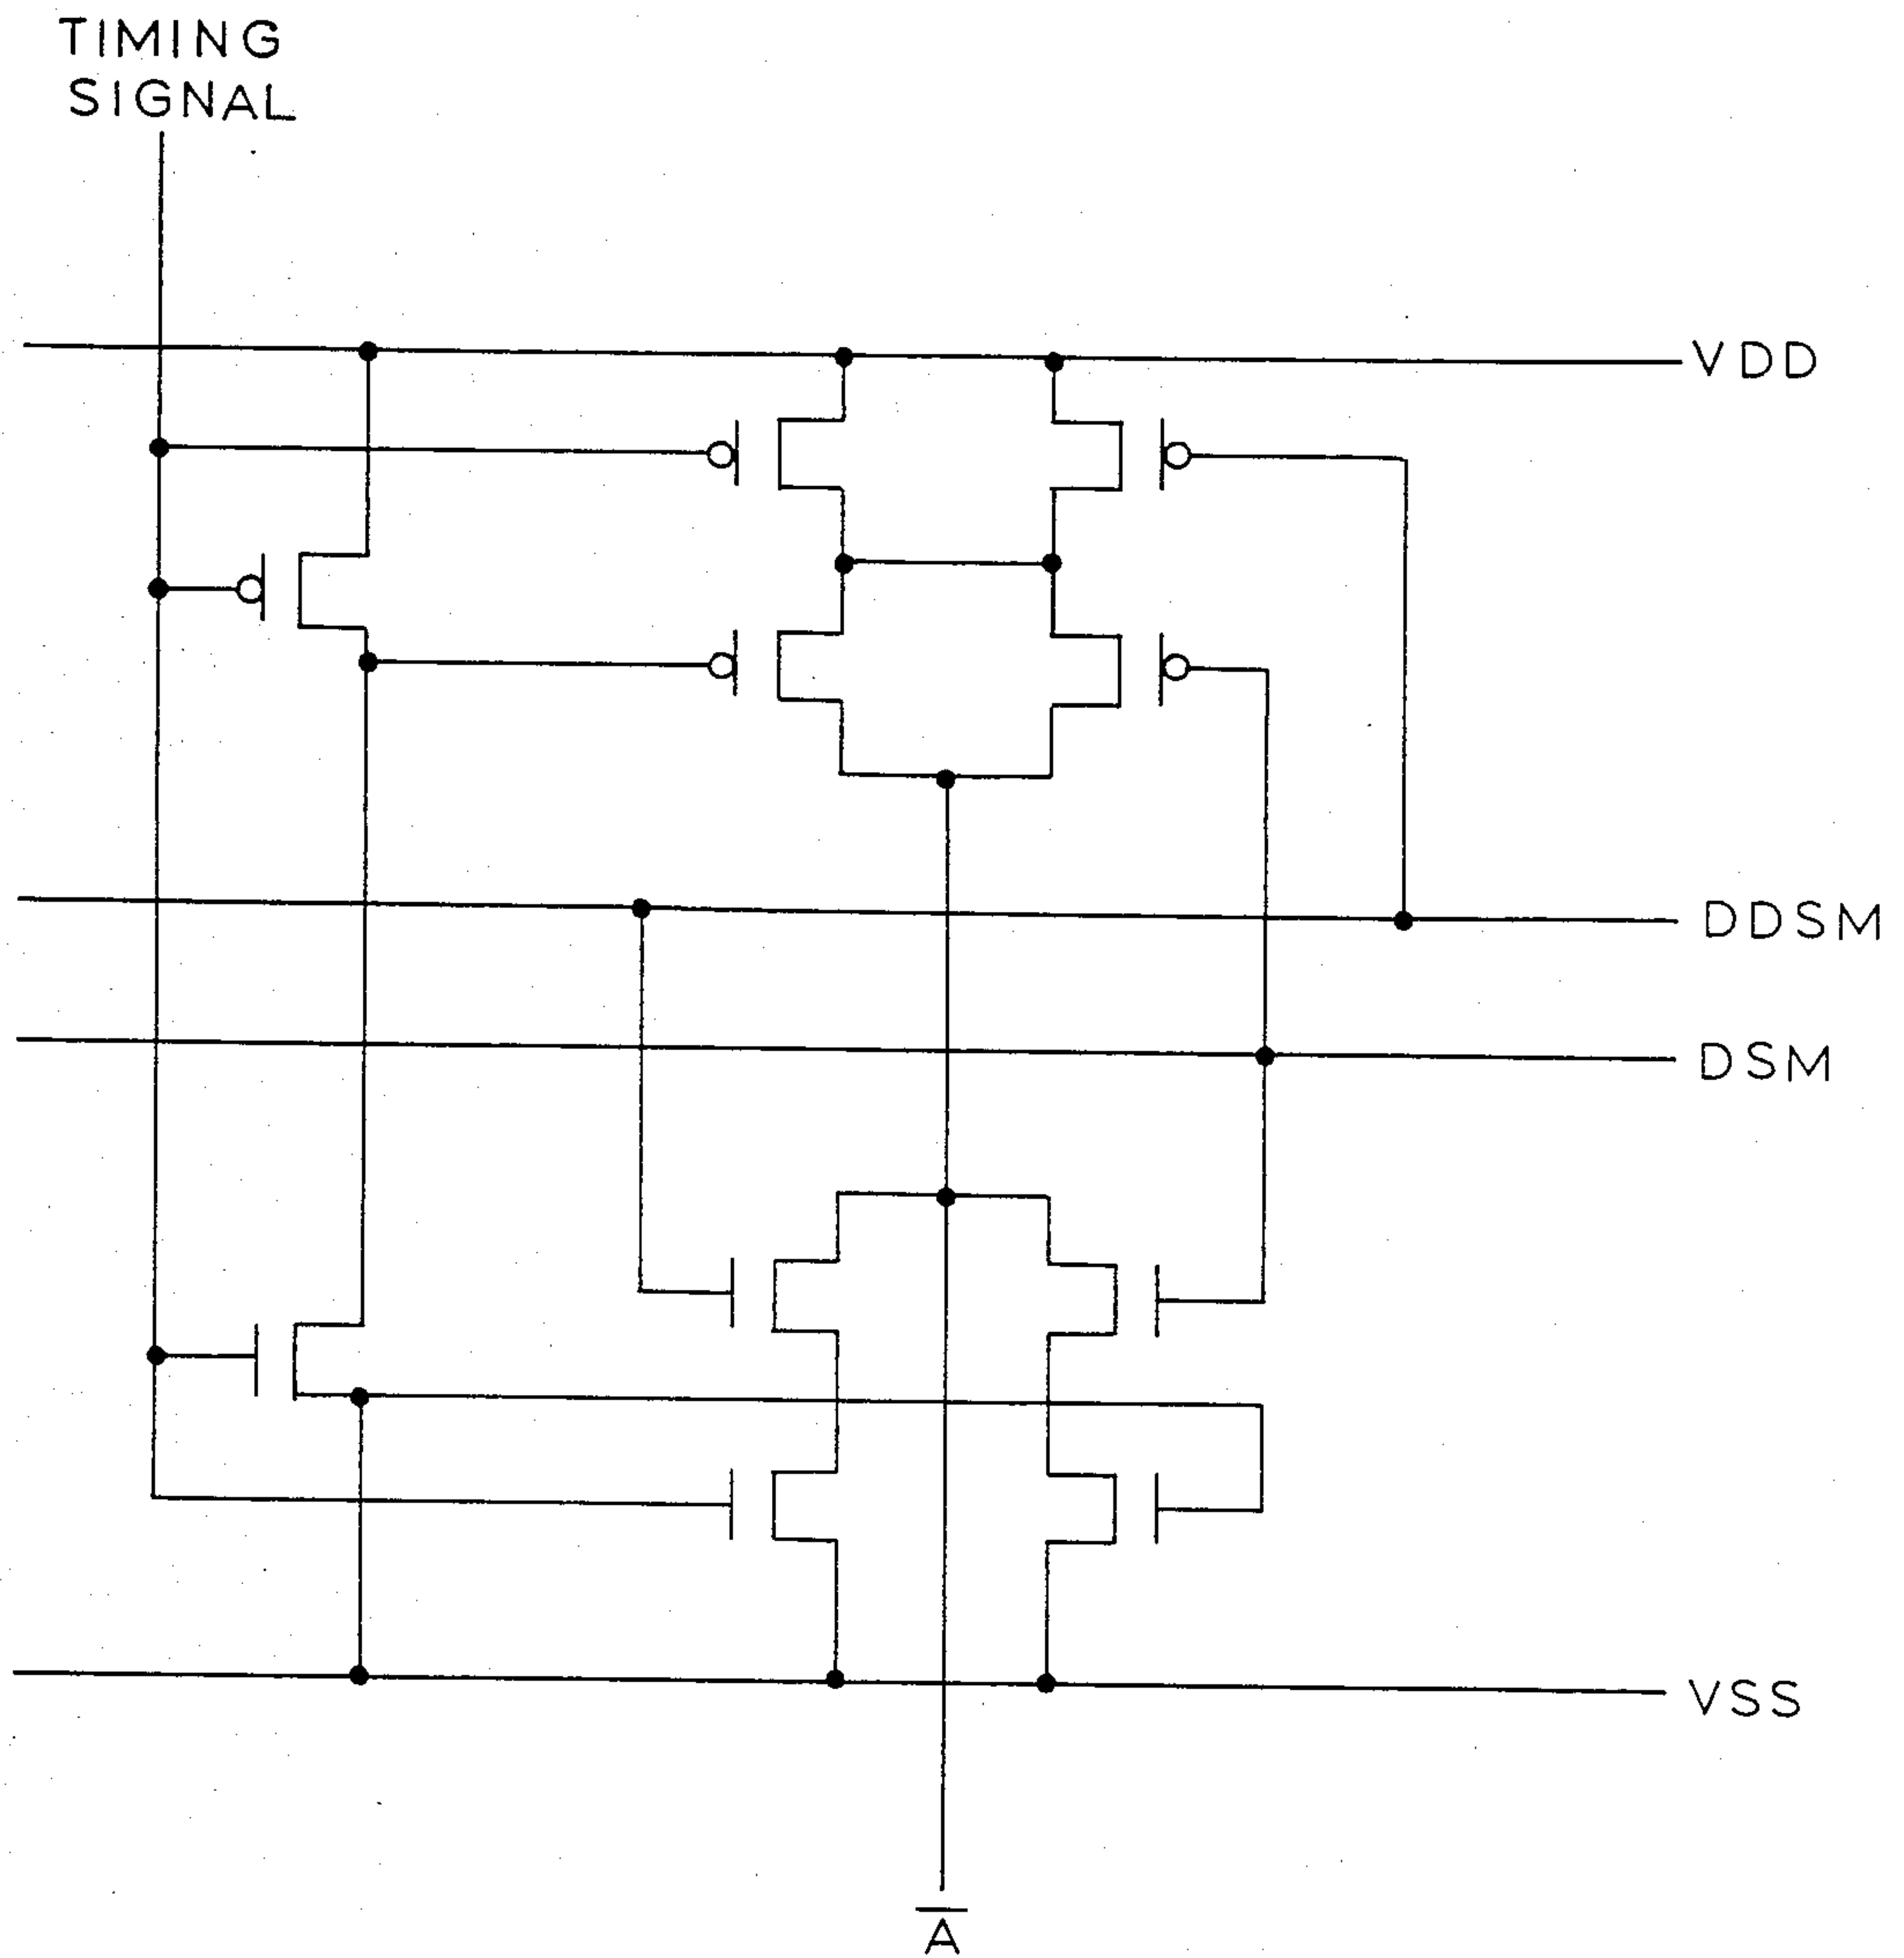 TIMING
SIGNAL
VDD
DDSM
DSM
VSS
A̅